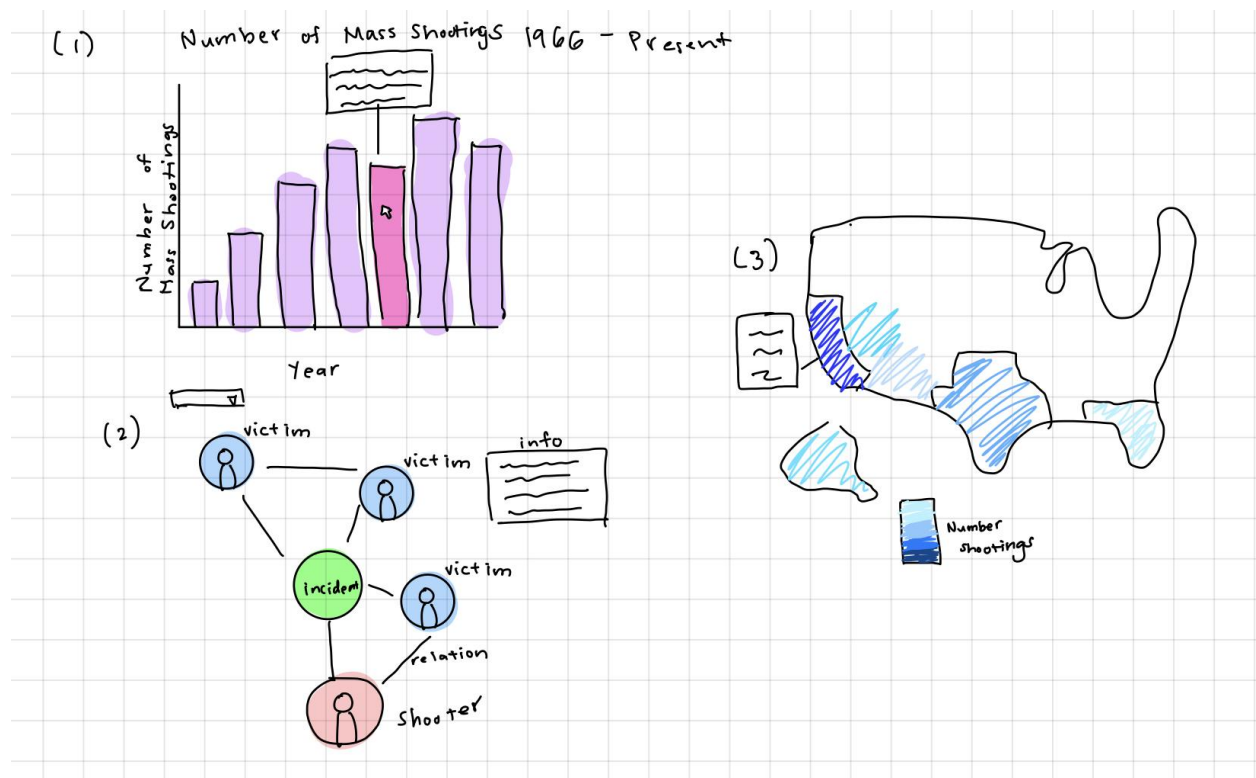 (1)
Number of Mass Shootings 1966 - Present
Number of
Mass Shootings
Year
(2)
victim
victim
info
incident
victim
relation
Shooter
(3)
Number
Shootings